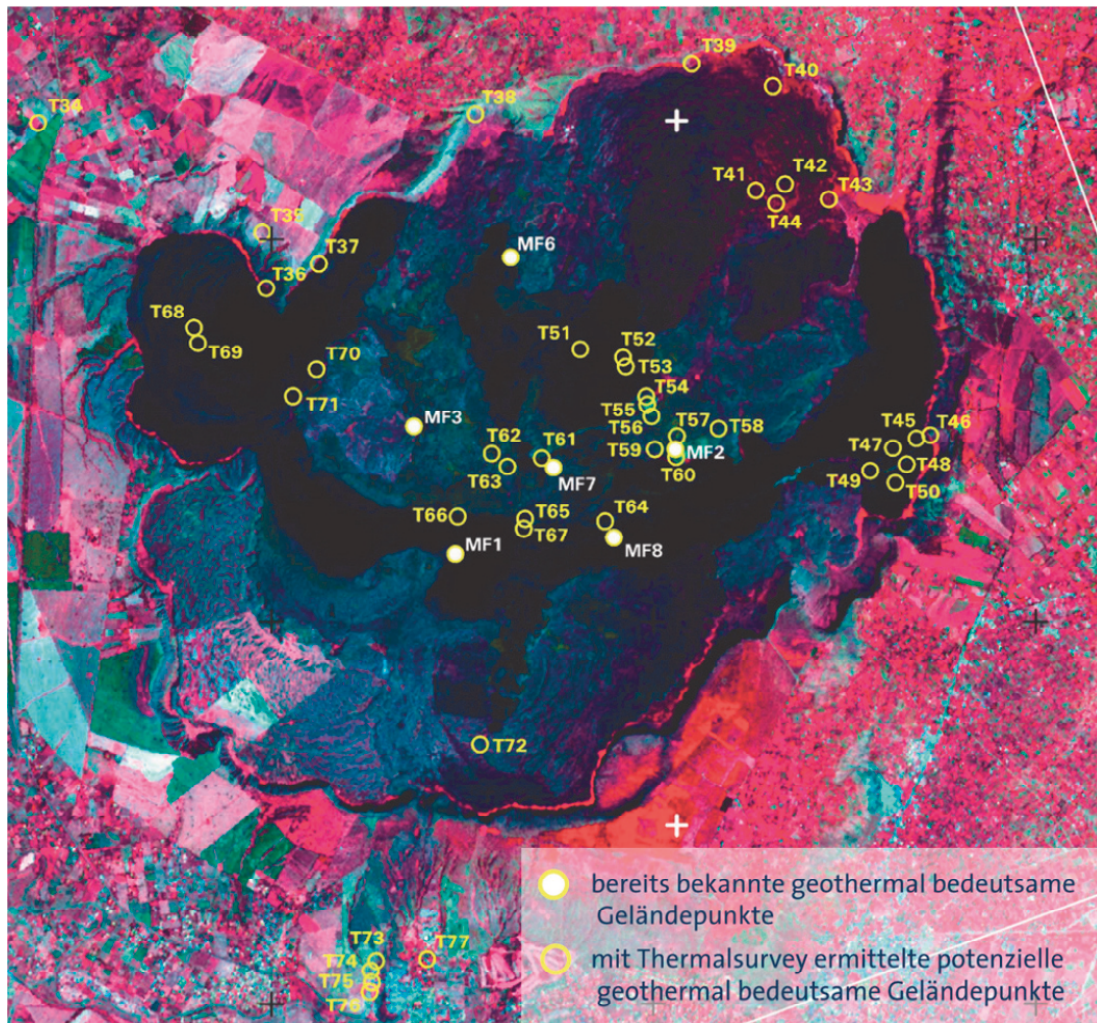 T39
T40
T34
T38
T42
T41
T43
T44
T35
T37
MF6
T36
T68
T51
T52
T69
T53
T70
T54
T71
T55
MF3
T56
T57
T58
T45
T46
T62
T61
T59
MF2
T47
T63
T60
T48
MF7
T49
T50
T66
T65
T64
T67
MF1
MF8
T72
bereits bekannte geothermal bedeutsame
Geländepunkte
T73
T77
T74
mit Thermalsurvey ermittelte potenzielle
T75
geothermal bedeutsame Geländepunkte
T76